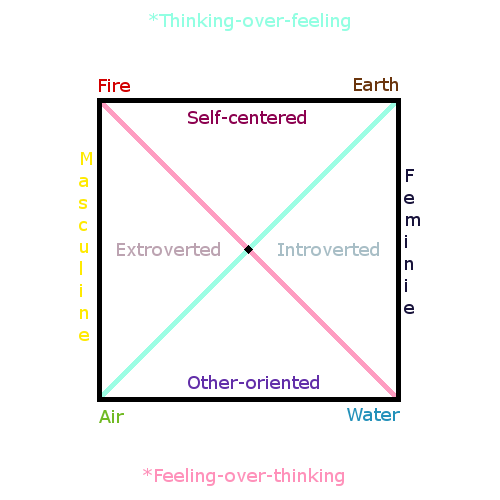 *Thinking-over-feeling
Fire
Earth
Self-centered
Masculine
Feminie
Extroverted
Introverted
Other-oriented
Air
Water
*Feeling-over-thinking